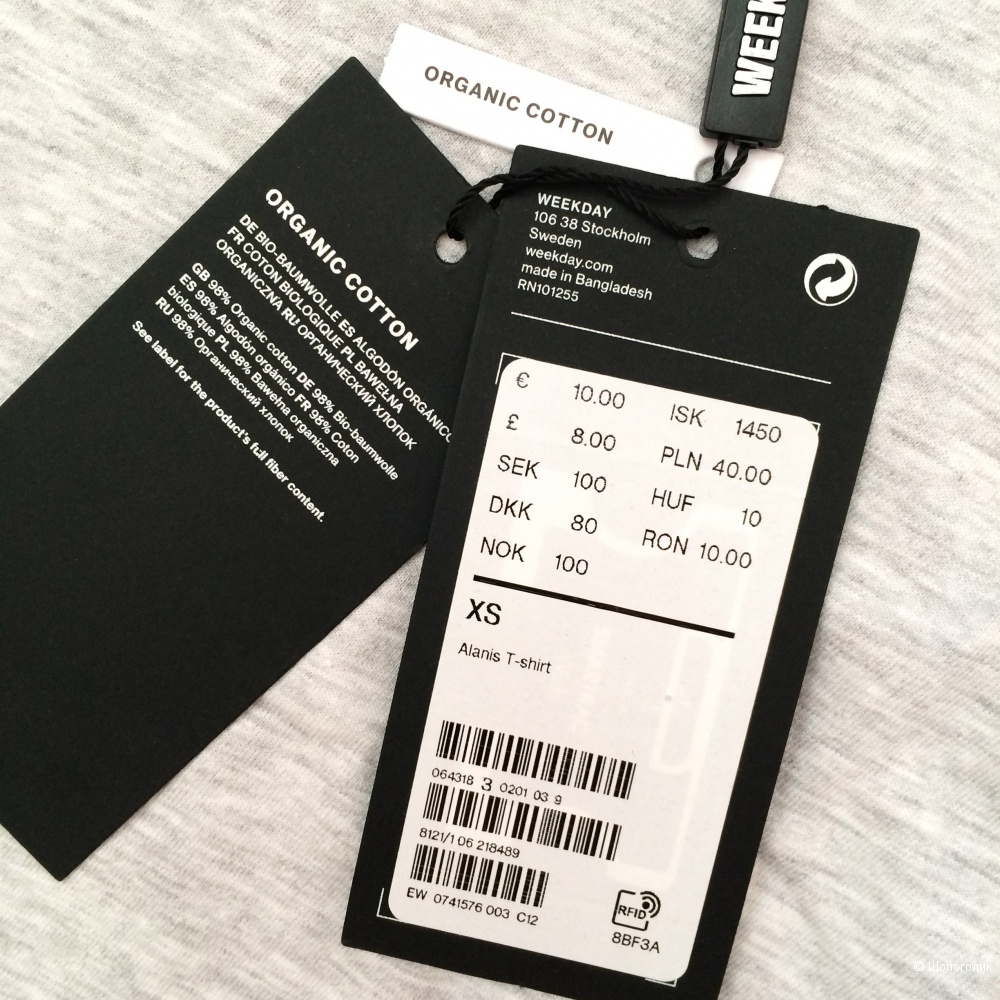 ORGANIC COTTON
WEEK
ORGANIC COTTON
DE BIO-BAUMWOLLE ES ALGODÓN ORGÁNICO
FR COTON BIOLOGIQUE PL BAWEŁNA
ORGANICZNA RU ОРГАНИЧЕСКИЙ ХЛОПОК
GB 98% Organic cotton DE 98% Bio-baumwolle
ES 98% Algodón orgánico FR 98% Coton
biologique PL 98% Bawełna organiczna
RU 98% Органический хлопок
See label for the product's full fiber content.
WEEKDAY
106 38 Stockholm
Sweden
weekday.com
made in Bangladesh
RN101255
€ 10.00 ISK 1450
£ 8.00 PLN 40.00
SEK 100 HUF 10
DKK 80 RON 10.00
NOK 100
XS
Alanis T-shirt
064318 3 0201 03 9
8121/1 06 218489
EW 0741576 003 C12
RFID
8BF3A
© Шопоголик